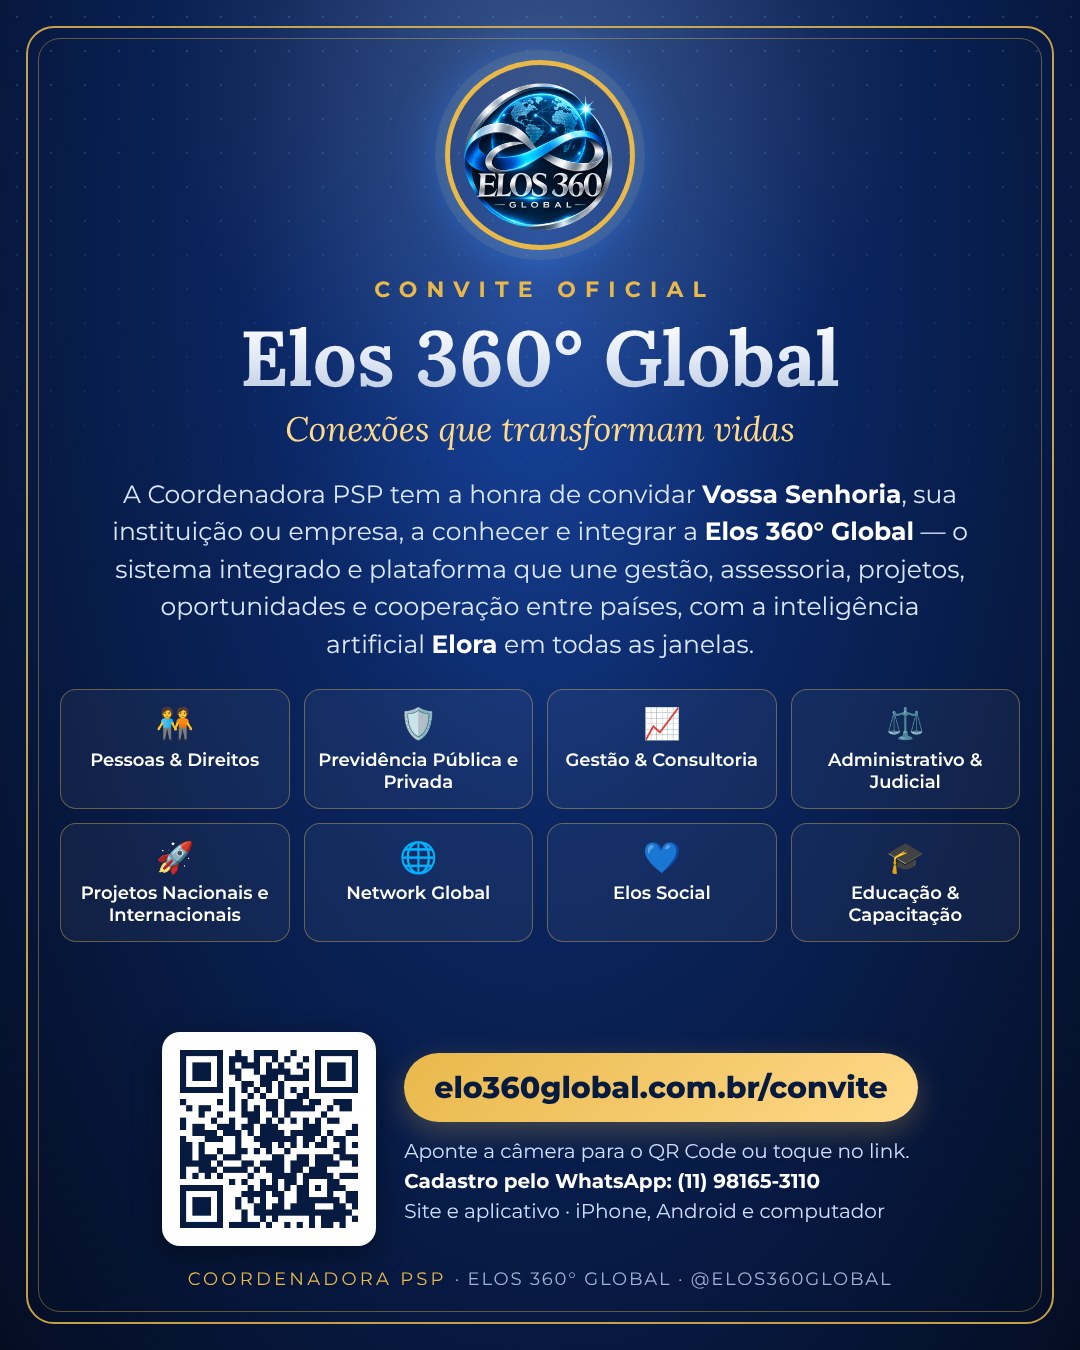 ELOS 360
GLOBAL
CONVITE OFICIAL
Elos 360° Global
Conexões que transformam vidas
A Coordenadora PSP tem a honra de convidar Vossa Senhoria, sua
instituição ou empresa, a conhecer e integrar a Elos 360° Global — o
sistema integrado e plataforma que une gestão, assessoria, projetos,
oportunidades e cooperação entre países, com a inteligência
artificial Elora em todas as janelas.
Pessoas & Direitos
Previdência Pública e
Privada
Gestão & Consultoria
Administrativo &
Judicial
Projetos Nacionais e
Internacionais
Network Global
Elos Social
Educação &
Capacitação
elo360global.com.br/convite
Aponte a câmera para o QR Code ou toque no link.
Cadastro pelo WhatsApp: (11) 98165-3110
Site e aplicativo · iPhone, Android e computador
COORDENADORA PSP · ELOS 360° GLOBAL · @ELOS360GLOBAL